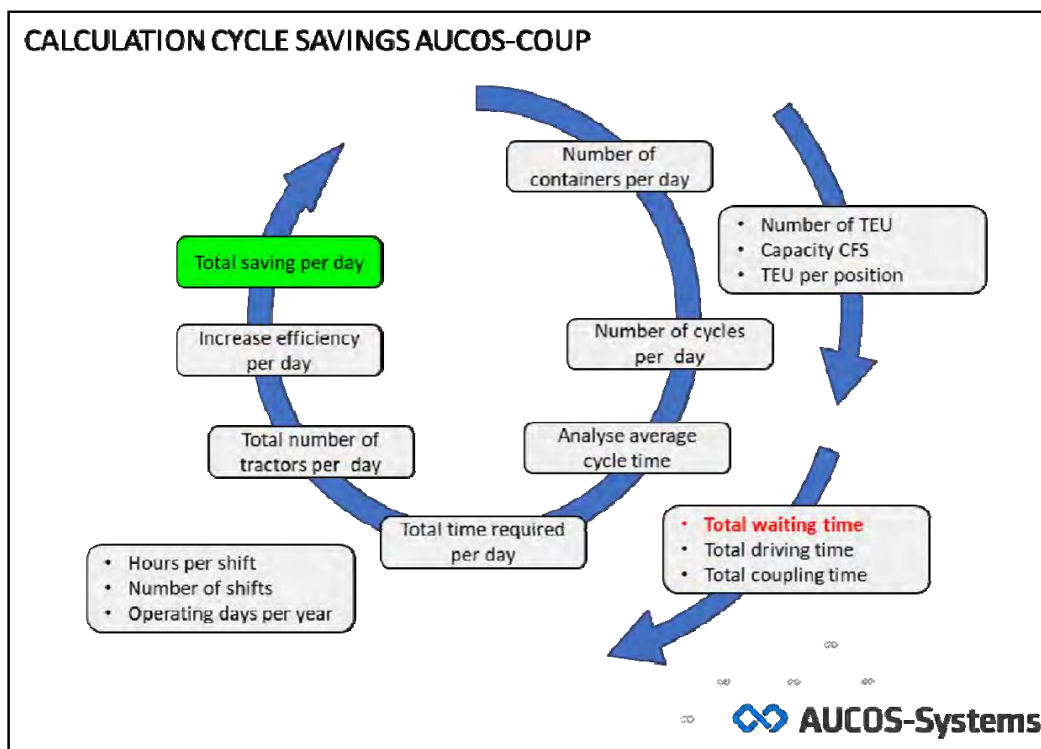 CALCULATION CYCLE SAVINGS AUCOS-COUP
Number of
containers per day
• Number of TEU
• Capacity CFS
• TEU per position
Number of cycles
per day
Analyse average
cycle time
• Total waiting time
• Total driving time
• Total coupling time
Total time required
per day
• Hours per shift
• Number of shifts
• Operating days per year
Total number of
tractors per day
Increase efficiency
per day
Total saving per day
AUCOS-Systems